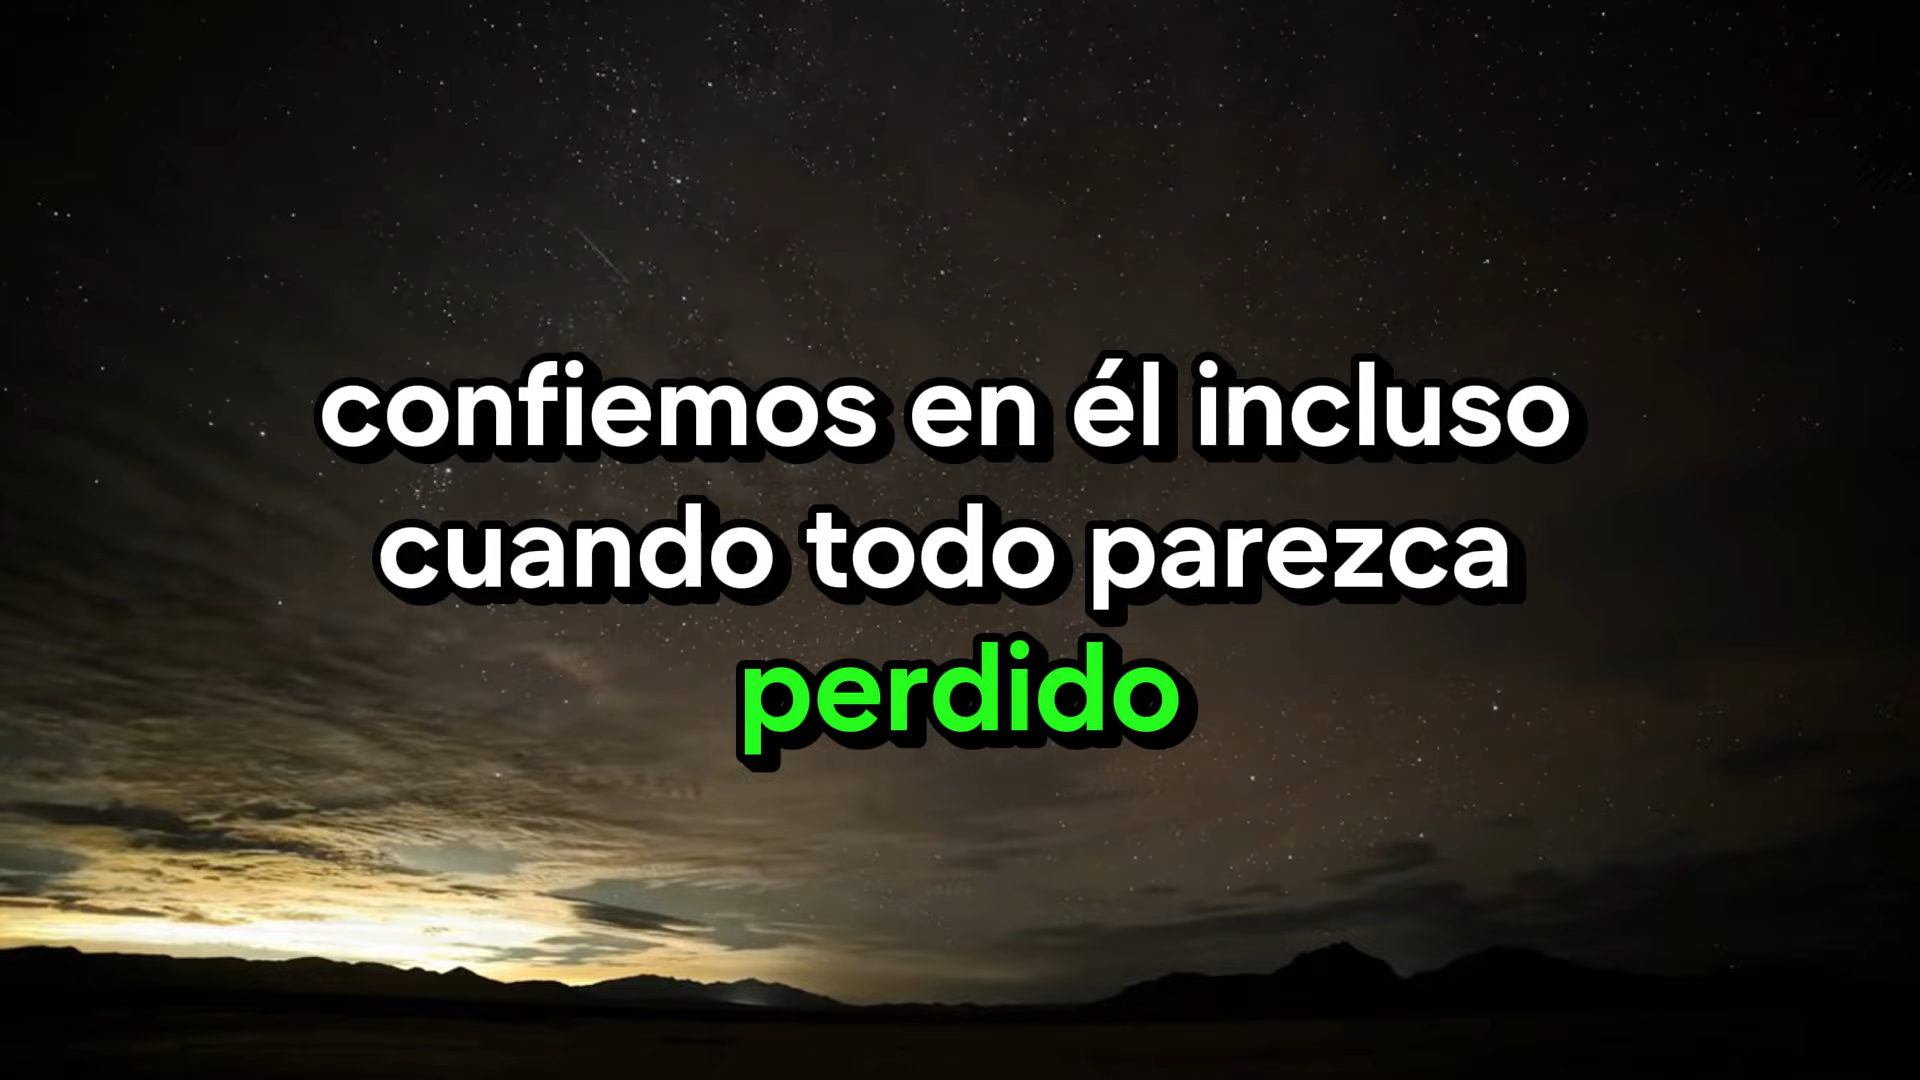 confiemos en él incluso
cuando todo parezca
perdido